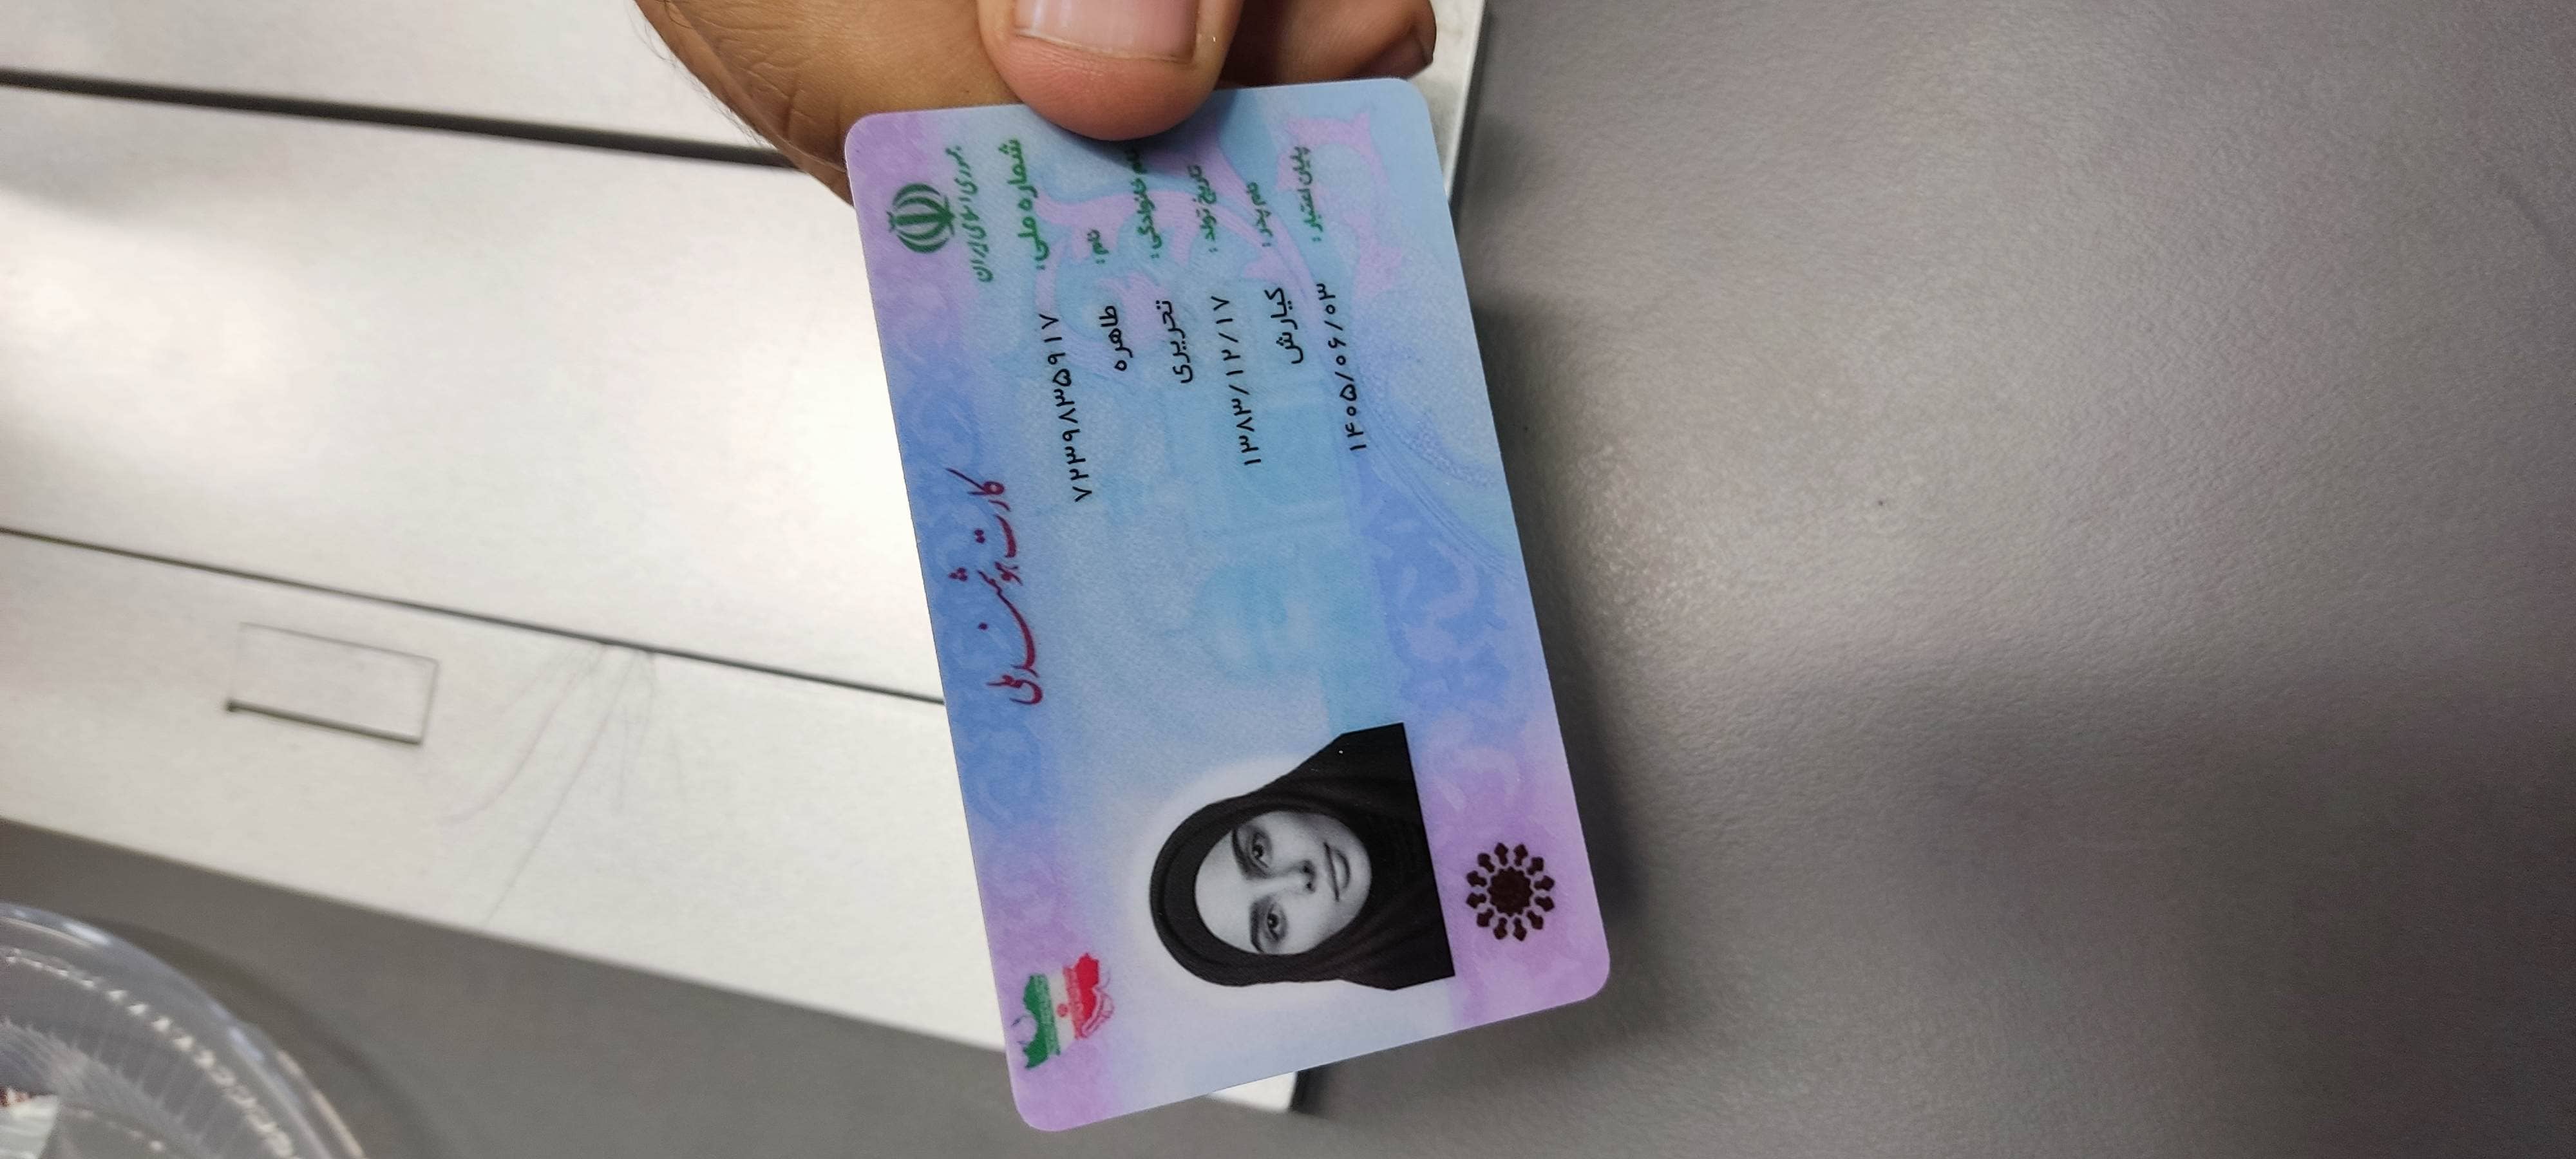 جمهوری اسلامی ایران
کارت هوشمند ملی
شماره ملی: ۷۲۳۹۸۳۵۹۱۷
نام: طاهره
نام خانوادگی: تحریری
تاریخ تولد: ۱۳۸۳/۱۲/۱۷
نام پدر: کیارش
پایان اعتبار: ۱۴۰۵/۰۶/۰۳